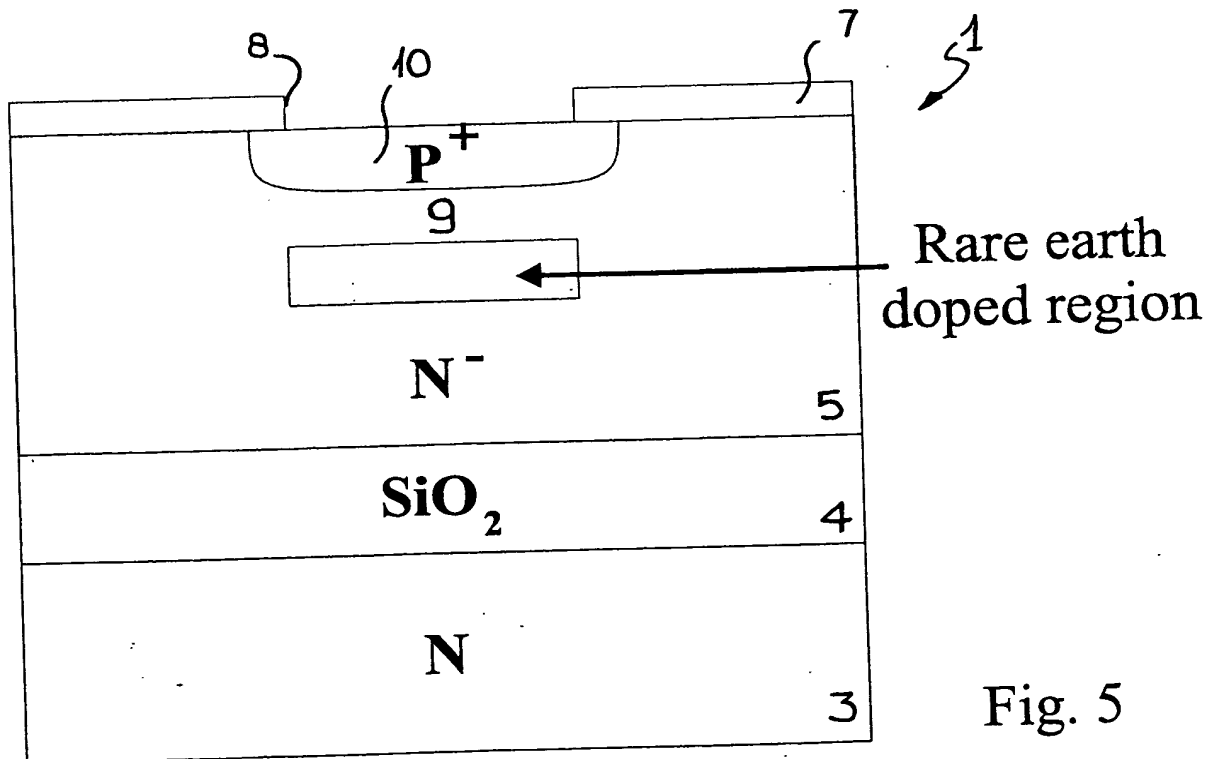 8
10
7
1
P+
9
Rare earth
doped region
N-
5
SiO2
4
N
3
Fig. 5